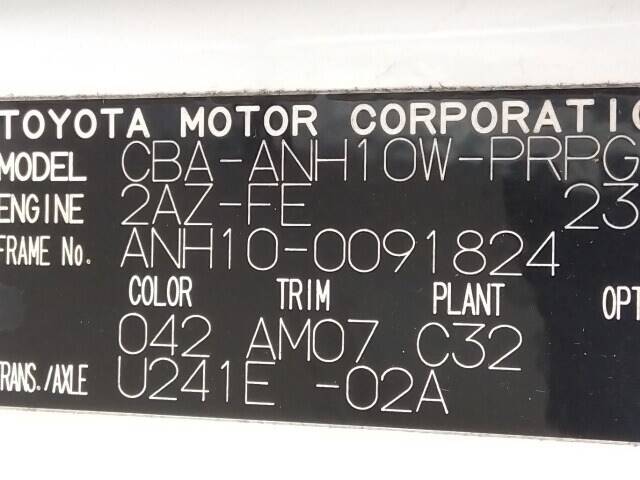 TOYOTA MOTOR CORPORATIO
MODEL CBA-ANH10W-PRPG
ENGINE 2AZ-FE 23
FRAME No. ANH10-0091824
COLOR TRIM PLANT OPT
042 AM07 C32
TRANS./AXLE U241E -02A